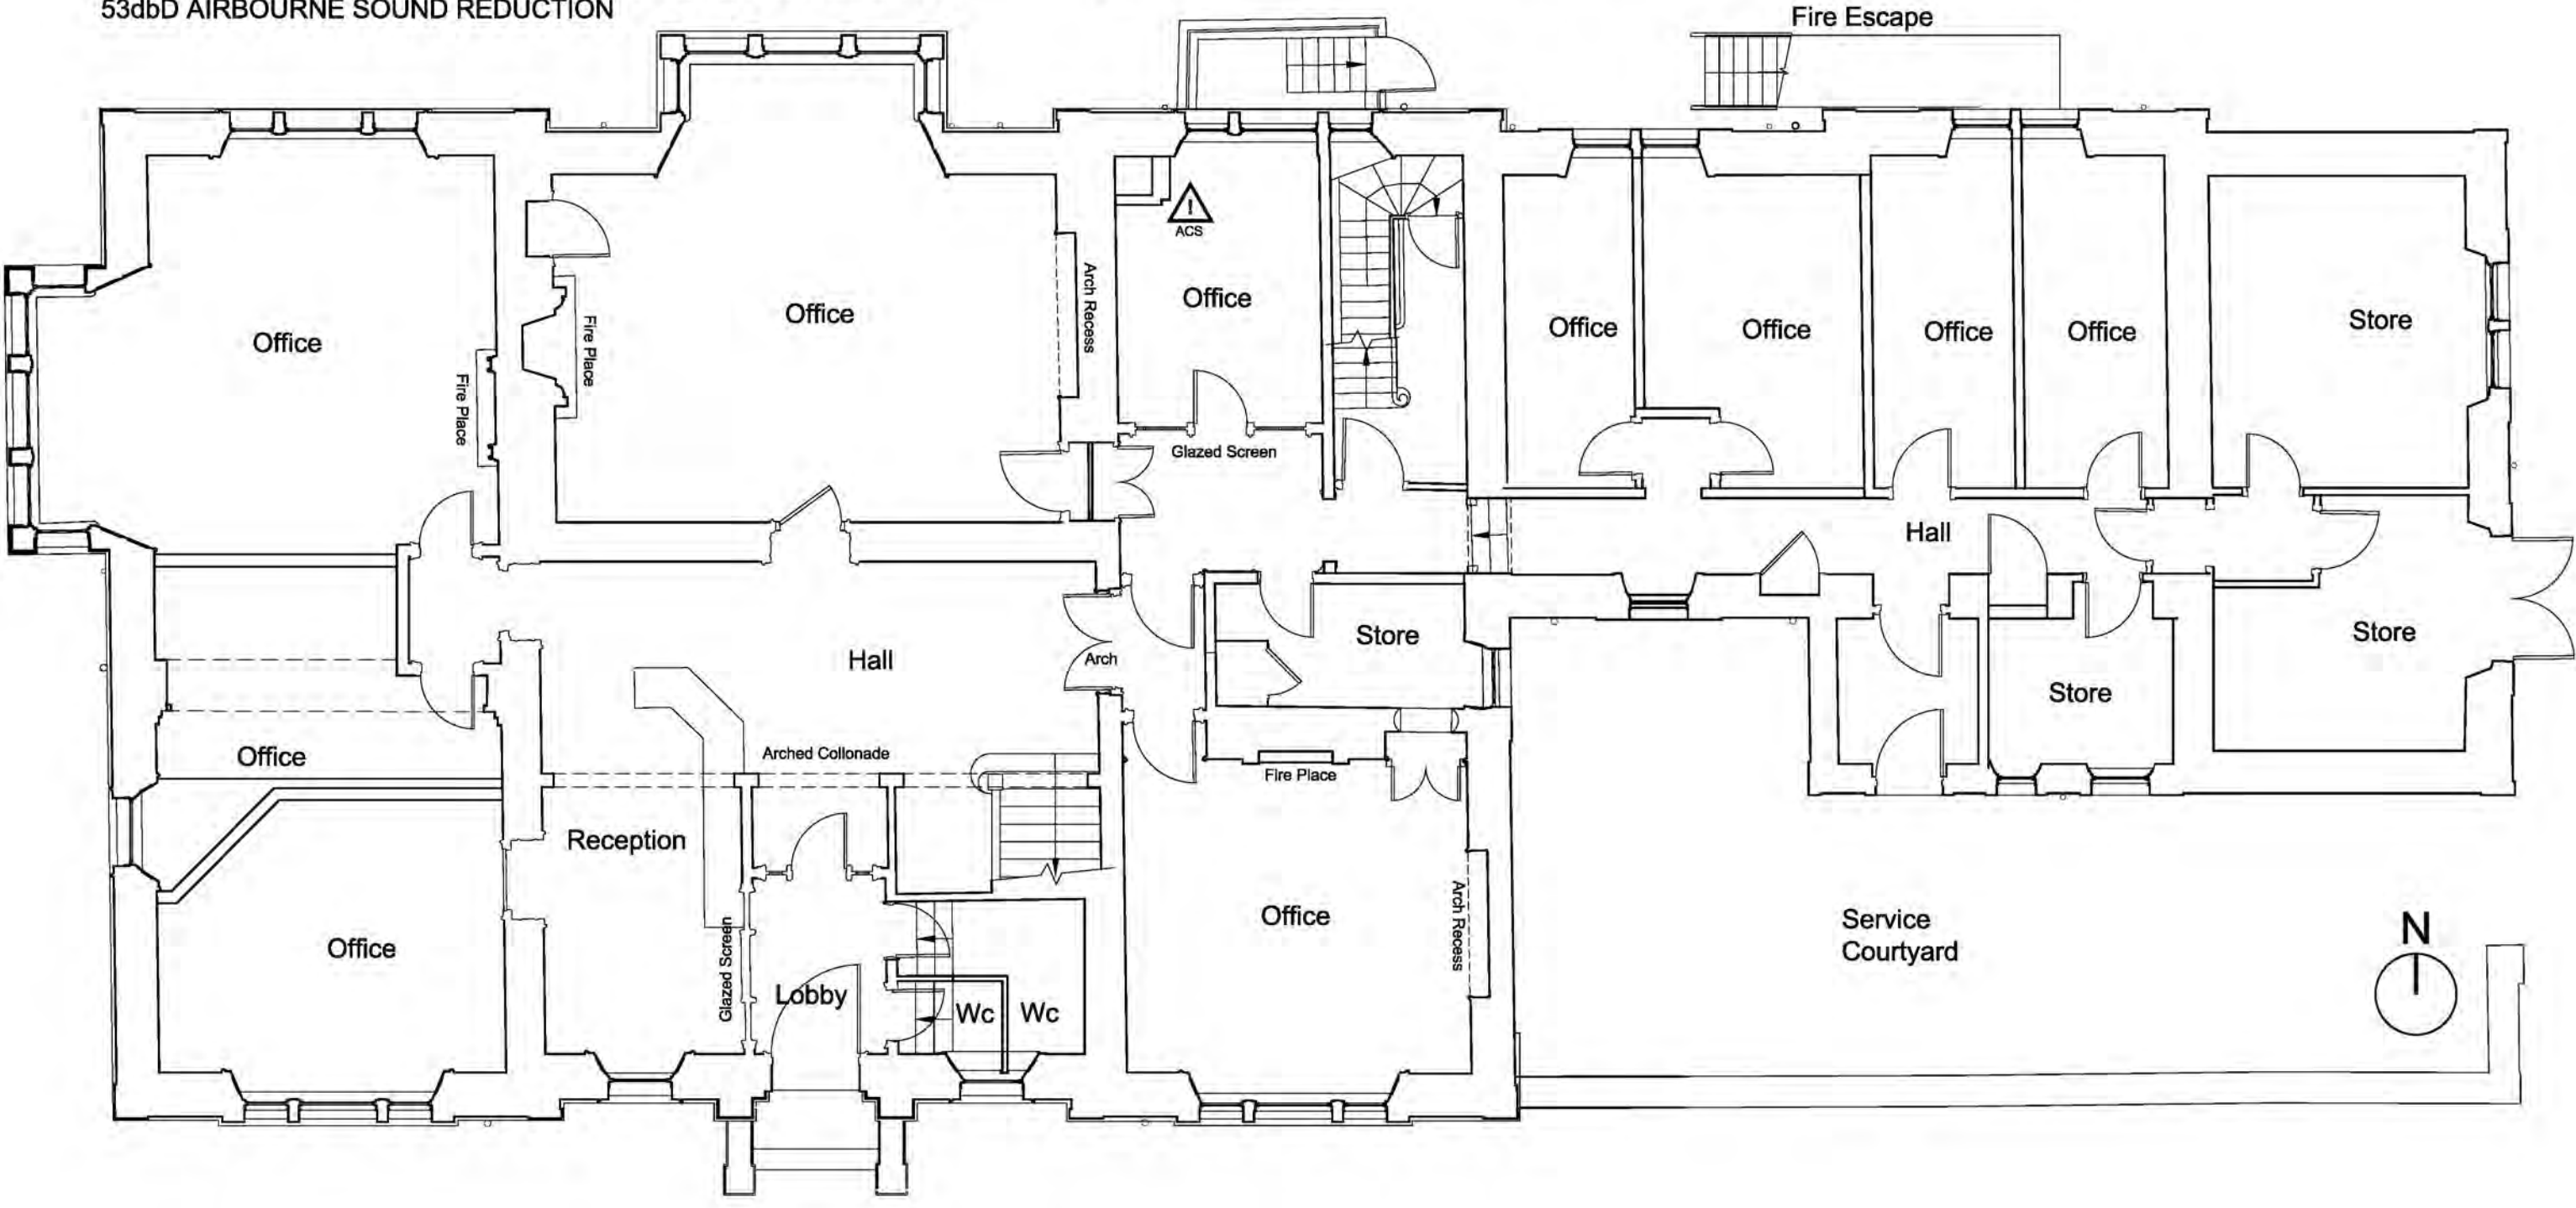 53dbD AIRBOURNE SOUND REDUCTION
Fire Escape
!
ACS
Office
Office
Office
Office
Office
Office
Office
Store
Fire Place
Fire Place
Arch Recess
Glazed Screen
Hall
Store
Hall
Arch
Store
Store
Office
Arched Collonade
Fire Place
Reception
Office
Glazed Screen
Lobby
Wc
Wc
Office
Arch Recess
Service
Courtyard
N